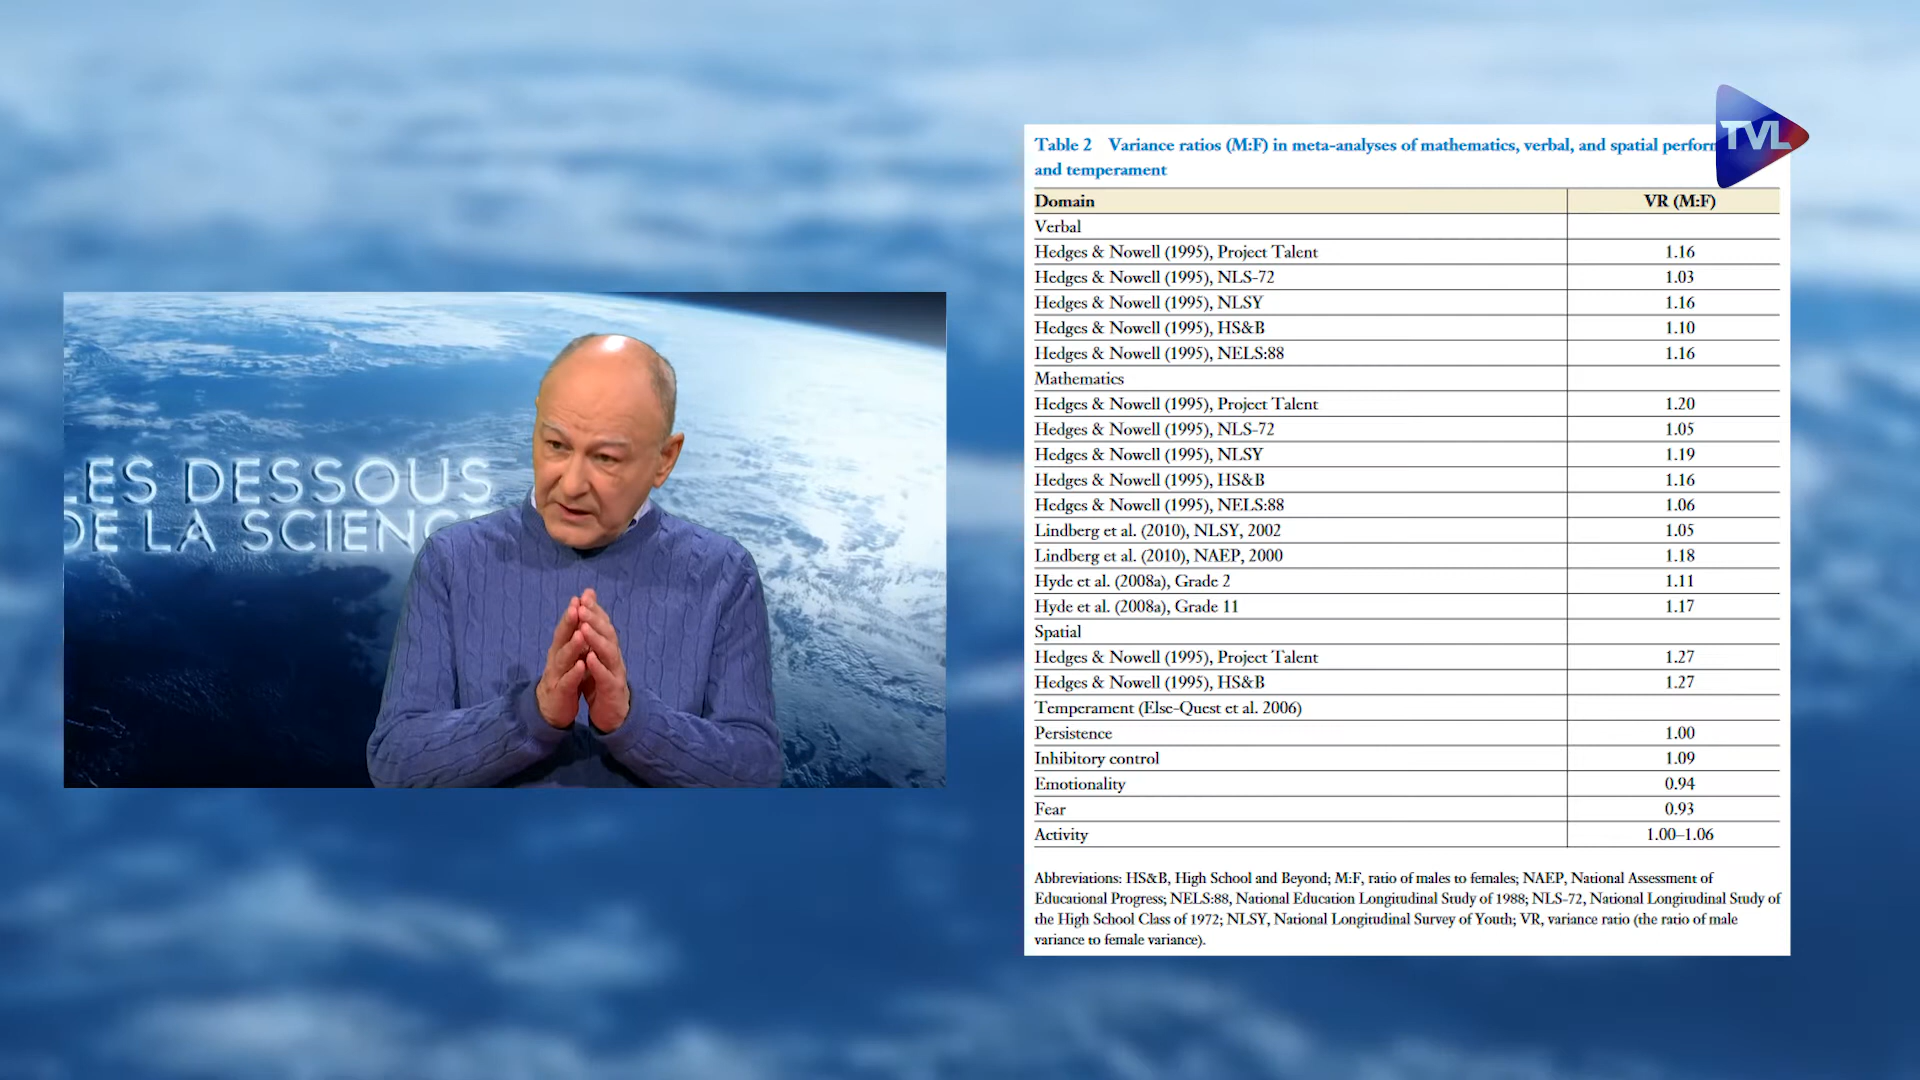 LES DESSOUS
DE LA SCIENC
TVL
Table 2 Variance ratios (M:F) in meta-analyses of mathematics, verbal, and spatial perfor
and temperament
Domain VR (M:F)
Verbal
Hedges & Nowell (1995), Project Talent 1.16
Hedges & Nowell (1995), NLS-72 1.03
Hedges & Nowell (1995), NLSY 1.16
Hedges & Nowell (1995), HS&B 1.10
Hedges & Nowell (1995), NELS:88 1.16
Mathematics
Hedges & Nowell (1995), Project Talent 1.20
Hedges & Nowell (1995), NLS-72 1.05
Hedges & Nowell (1995), NLSY 1.19
Hedges & Nowell (1995), HS&B 1.16
Hedges & Nowell (1995), NELS:88 1.06
Lindberg et al. (2010), NLSY, 2002 1.05
Lindberg et al. (2010), NAEP, 2000 1.18
Hyde et al. (2008a), Grade 2 1.11
Hyde et al. (2008a), Grade 11 1.17
Spatial
Hedges & Nowell (1995), Project Talent 1.27
Hedges & Nowell (1995), HS&B 1.27
Temperament (Else-Quest et al. 2006)
Persistence 1.00
Inhibitory control 1.09
Emotionality 0.94
Fear 0.93
Activity 1.00–1.06
Abbreviations: HS&B, High School and Beyond; M:F, ratio of males to females; NAEP, National Assessment of
Educational Progress; NELS:88, National Education Longitudinal Study of 1988; NLS-72, National Longitudinal Study of
the High School Class of 1972; NLSY, National Longitudinal Survey of Youth; VR, variance ratio (the ratio of male
variance to female variance).